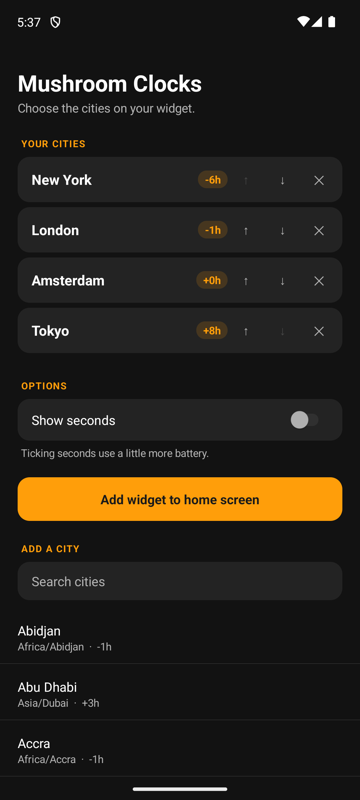 5:37
Mushroom Clocks
Choose the cities on your widget.
YOUR CITIES
New York -6h ↑ ↓ ×
London -1h ↑ ↓ ×
Amsterdam +0h ↑ ↓ ×
Tokyo +8h ↑ ↓ ×
OPTIONS
Show seconds
Ticking seconds use a little more battery.
Add widget to home screen
ADD A CITY
Search cities
Abidjan
Africa/Abidjan · -1h
Abu Dhabi
Asia/Dubai · +3h
Accra
Africa/Accra · -1h